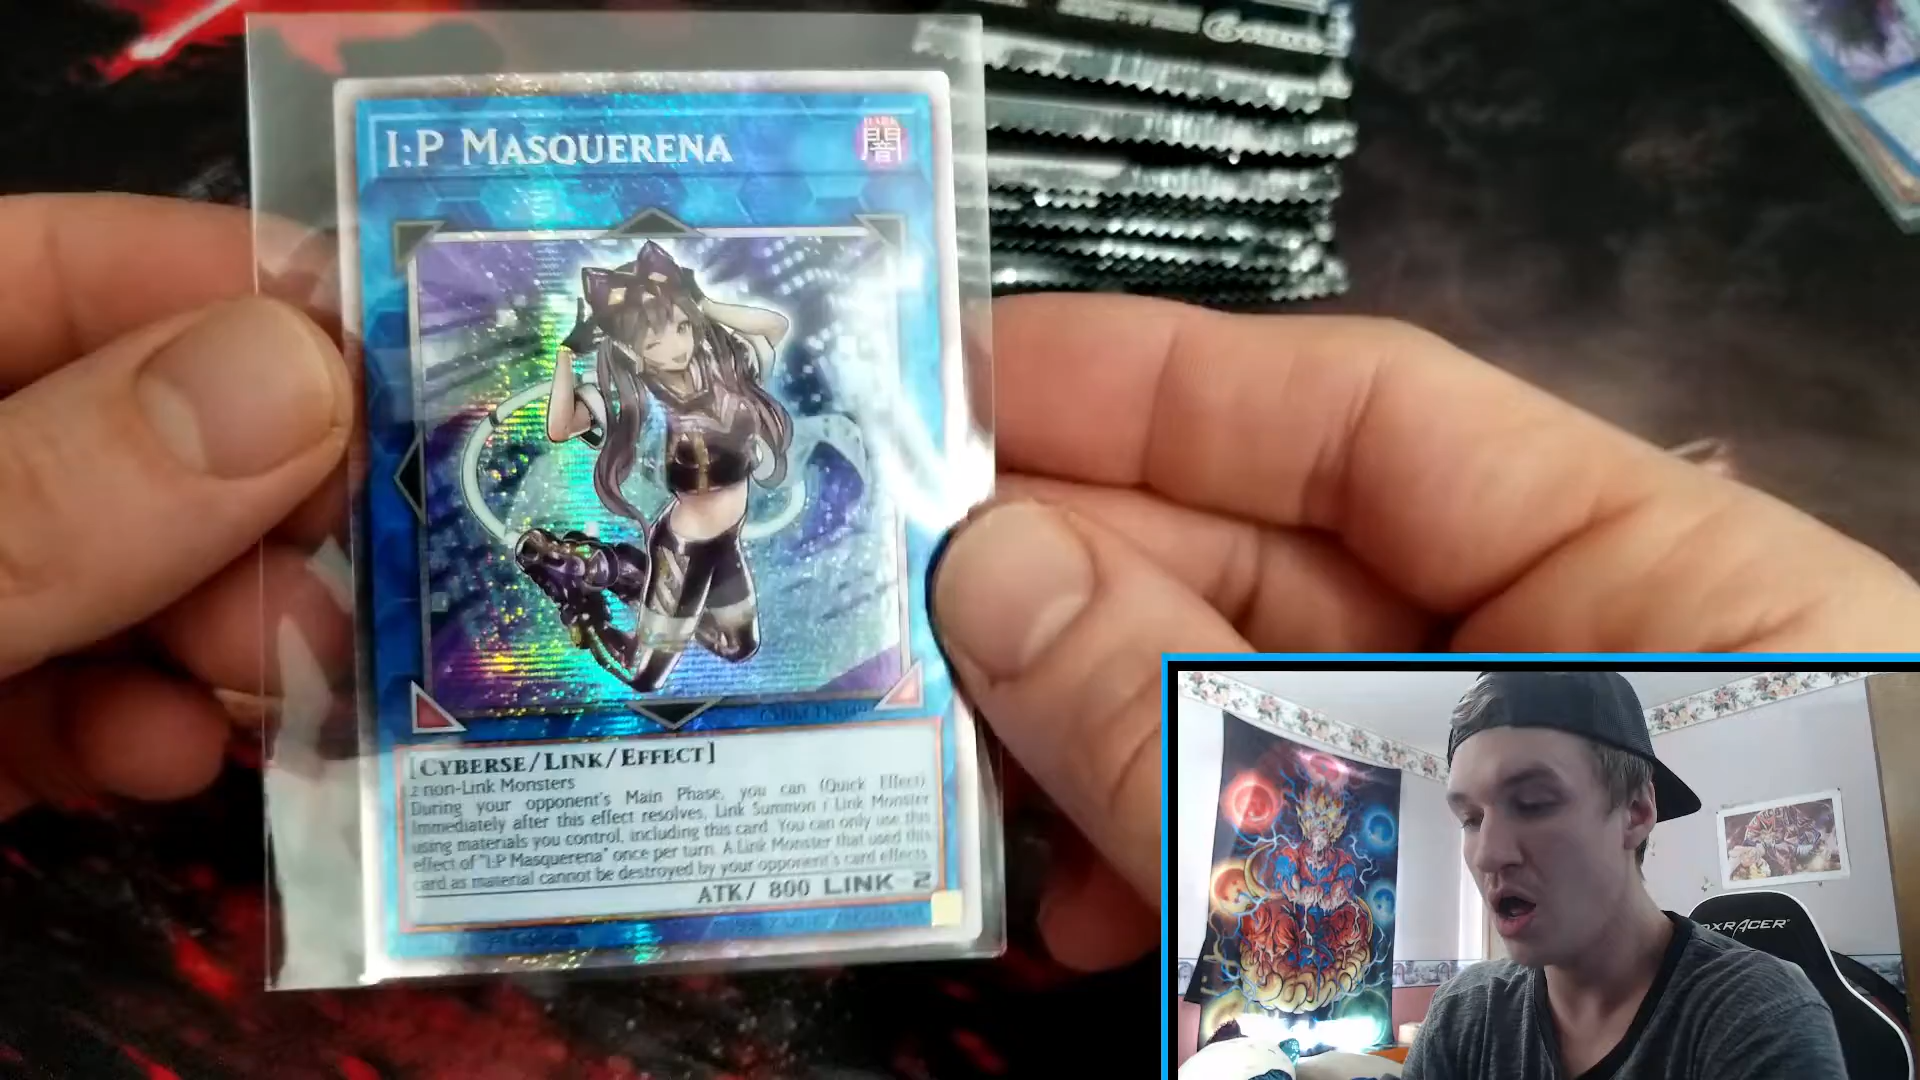 I:P MASQUERENA
DARK
闇
[CYBERSE/LINK/EFFECT]
2 non-Link Monsters
During your opponent's Main Phase, you can (Quick Effect):
Immediately after this effect resolves, Link Summon 1 Link Monster
using materials you control, including this card. You can only use this
effect of "I:P Masquerena" once per turn. A Link Monster that used this
card as material cannot be destroyed by your opponent's card effects.
ATK/ 800 LINK-2
DXRACER